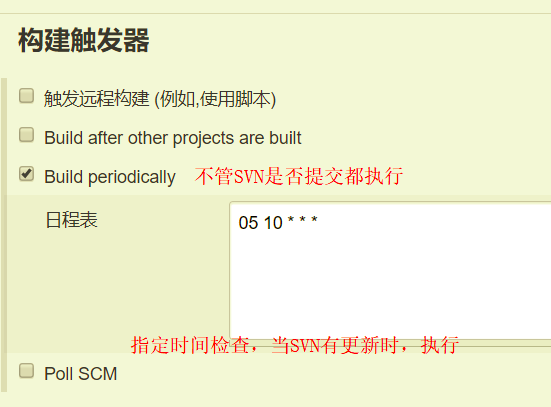 构建触发器
触发远程构建 (例如,使用脚本)
Build after other projects are built
Build periodically 不管SVN是否提交都执行
日程表
05 10 * * *
指定时间检查，当SVN有更新时，执行
Poll SCM